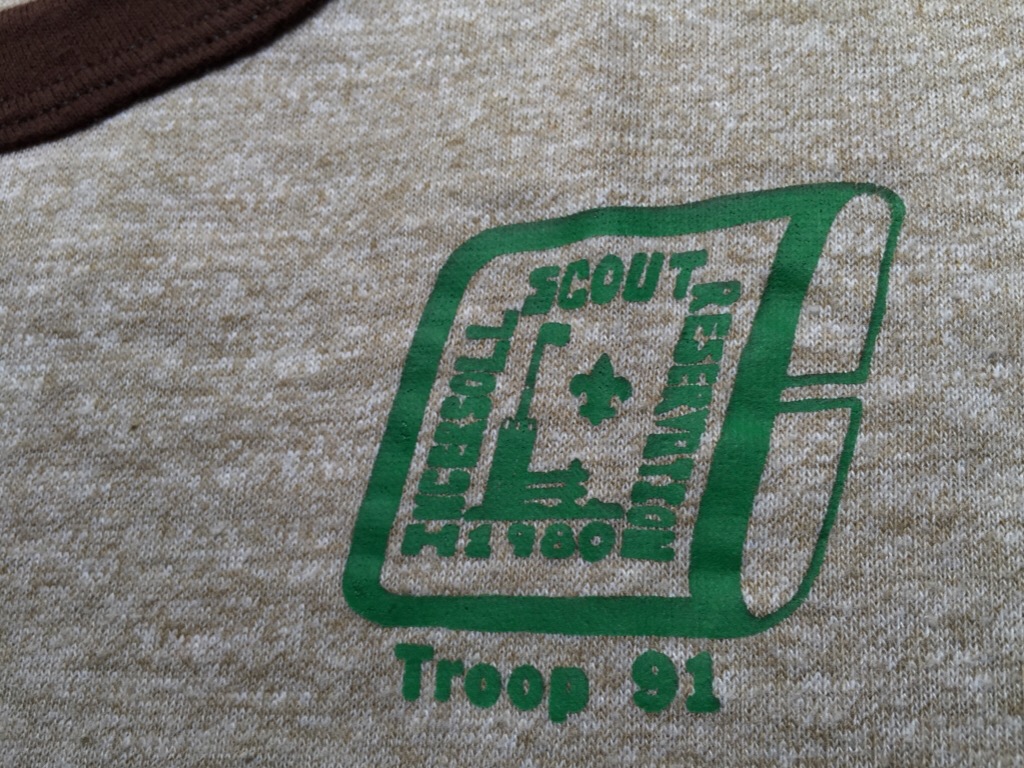 INGERSOLL
SCOUT
RESERVATION
1980
Troop 91